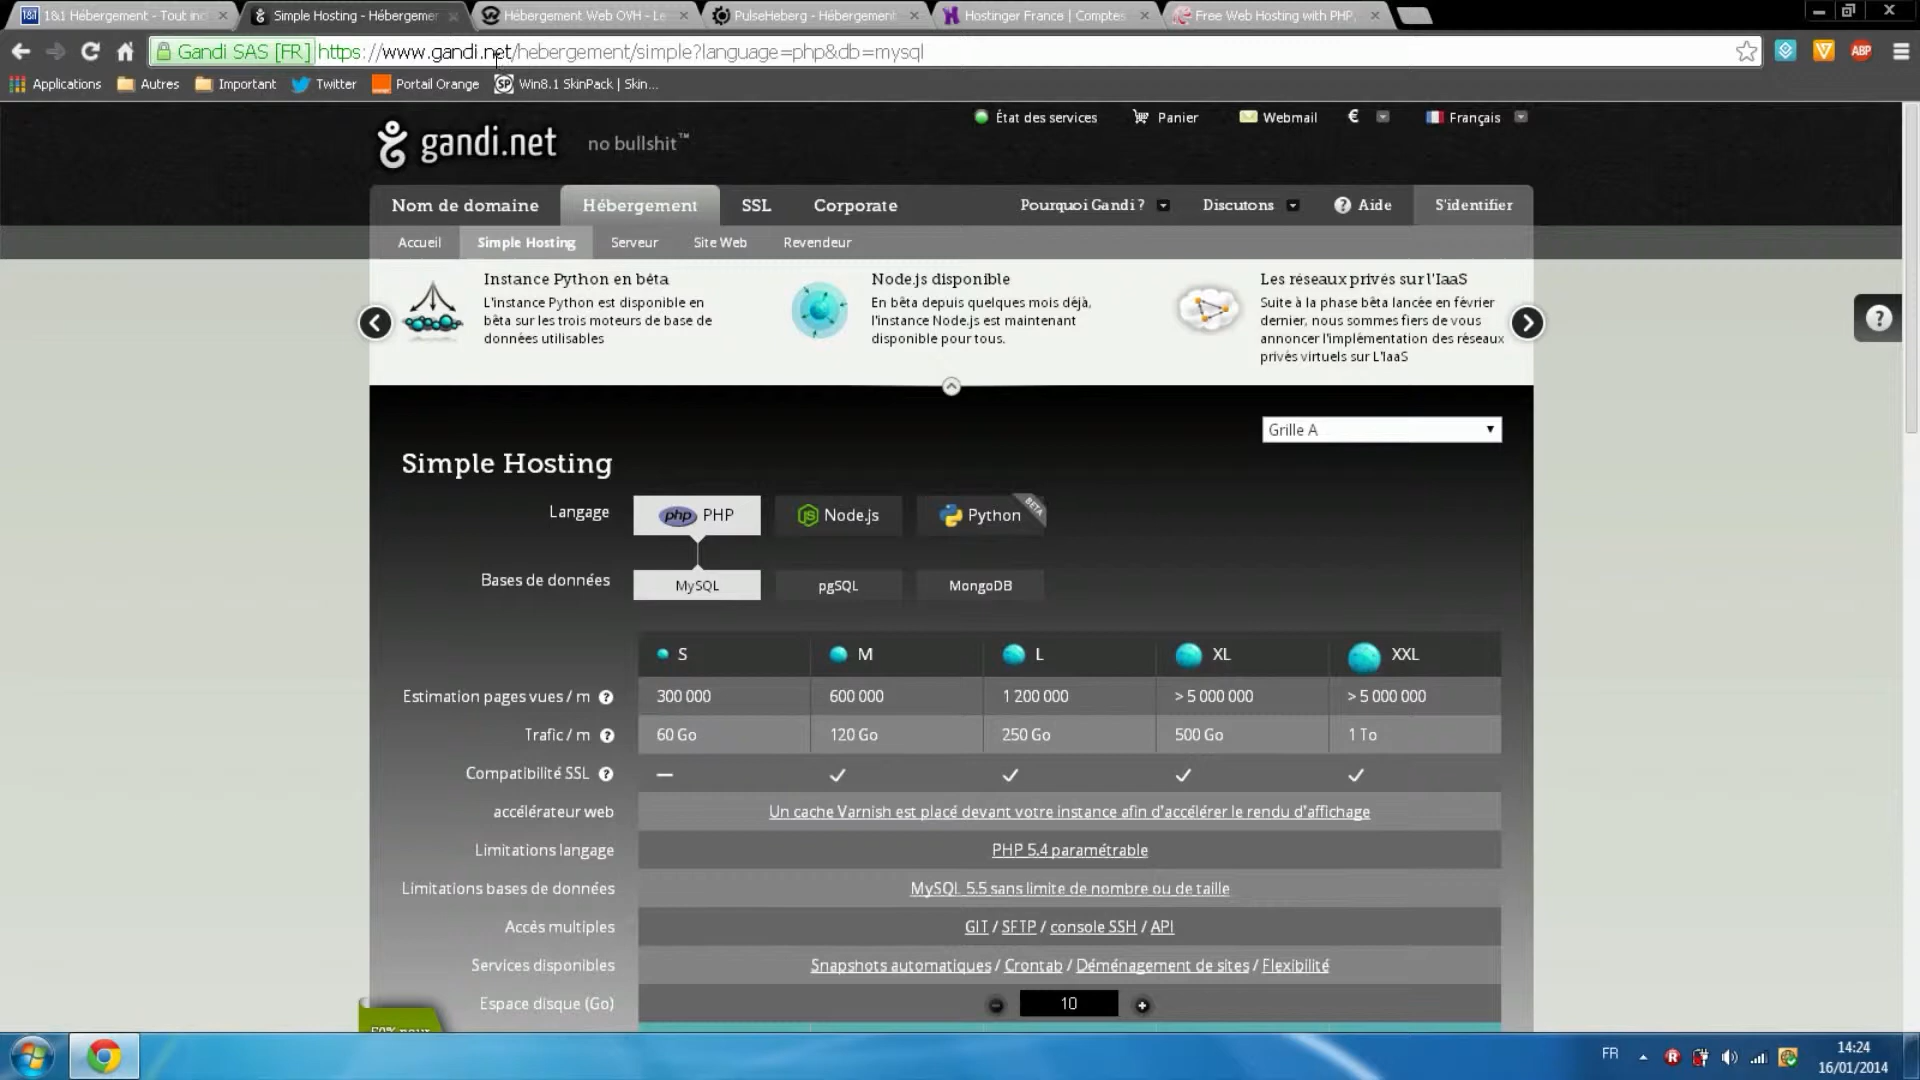 1&1 Hébergement - Tout inc
Simple Hosting - Hébergemer
Hébergement Web OVH - Le
PulseHeberg - Hébergement
Hostinger France | Comptes
Free Web Hosting with PHP,
Gandi SAS [FR] https://www.gandi.net/hebergement/simple?language=php&db=mysql
ABP
Applications Autres Important Twitter Portail Orange SP Win8.1 SkinPack | Skin...
État des services Panier Webmail € Français
gandi.net no bullshit™
Nom de domaine Hébergement SSL Corporate Pourquoi Gandi ? Discutons ? Aide S'identifier
Accueil Simple Hosting Serveur Site Web Revendeur
Instance Python en bêta
L'instance Python est disponible en
bêta sur les trois moteurs de base de
données utilisables
Node.js disponible
En bêta depuis quelques mois déjà,
l'instance Node.js est maintenant
disponible pour tous.
Les réseaux privés sur l'IaaS
Suite à la phase bêta lancée en février
dernier, nous sommes fiers de vous
annoncer l'implémentation des réseaux
privés virtuels sur L'IaaS
?
Grille A
Simple Hosting
Langage php PHP JS Node.js Python BETA
Bases de données MySQL pgSQL MongoDB
S M L XL XXL
Estimation pages vues / m ? 300 000 600 000 1 200 000 > 5 000 000 > 5 000 000
Trafic / m ? 60 Go 120 Go 250 Go 500 Go 1 To
Compatibilité SSL ? —
accélérateur web Un cache Varnish est placé devant votre instance afin d'accélérer le rendu d'affichage
Limitations langage PHP 5.4 paramétrable
Limitations bases de données MySQL 5.5 sans limite de nombre ou de taille
Accès multiples GIT / SFTP / console SSH / API
Services disponibles Snapshots automatiques / Crontab / Déménagement de sites / Flexibilité
Espace disque (Go) - 10 +
FR
14:24
16/01/2014